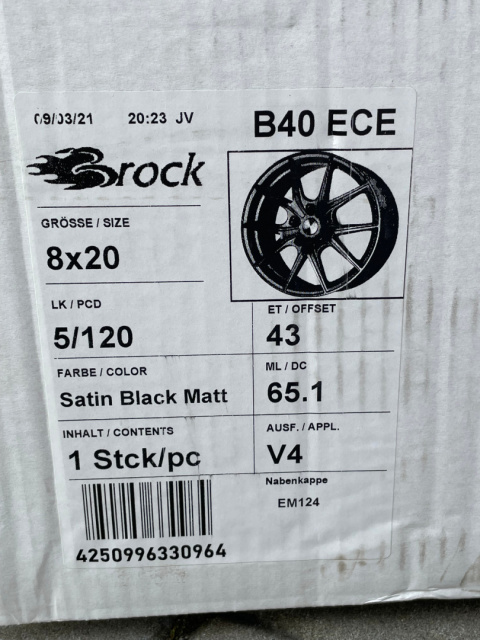 09/03/21 20:23 JV
B40 ECE
Brock
GRÖSSE / SIZE
8x20
LK / PCD
5/120
ET / OFFSET
43
FARBE / COLOR
Satin Black Matt
ML / DC
65.1
INHALT / CONTENTS
1 Stck/pc
AUSF. / APPL.
V4
Nabenkappe
EM124
4250996330964